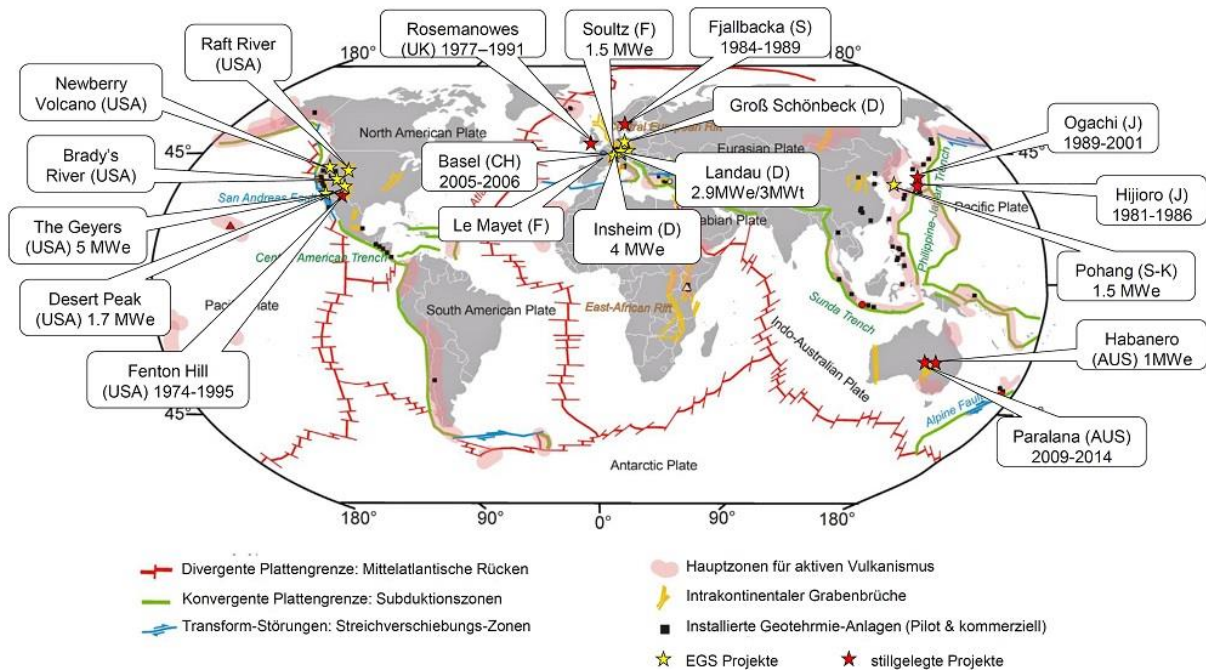 Raft River
(USA)
Rosemanowes
(UK) 1977–1991
Soultz (F)
1.5 MWe
Fjallbacka (S)
1984-1989
180°
180°
Newberry
Volcano (USA)
Groß Schönbeck (D)
North American Plate
Eurasian Plate
Ogachi (J)
1989-2001
45°
45°
Brady's
River (USA)
Basel (CH)
2005-2006
Landau (D)
2.9MWe/3MWt
Hijioro (J)
1981-1986
San Andreas
Pacific Plate
Philippine-Japan Trench
The Geyers
(USA) 5 MWe
Le Mayet (F)
Insheim (D)
4 MWe
Pohang (S-K)
1.5 MWe
American Trench
Desert Peak
(USA) 1.7 MWe
South American Plate
East-African Rift
Sunda Trench
Indo-Australian Plate
Fenton Hill
(USA) 1974-1995
Habanero
(AUS) 1MWe
45°
Alpine
Paralana (AUS)
2009-2014
Antarctic Plate
180°
90°
0°
90°
180°
Divergente Plattengrenze: Mittelatlantische Rücken
Konvergente Plattengrenze: Subduktionszonen
Transform-Störungen: Streichverschiebungs-Zonen
Hauptzonen für aktiven Vulkanismus
Intrakontinentaler Grabenbrüche
Installierte Geotehrmie-Anlagen (Pilot & kommerziell)
EGS Projekte
stillgelegte Projekte